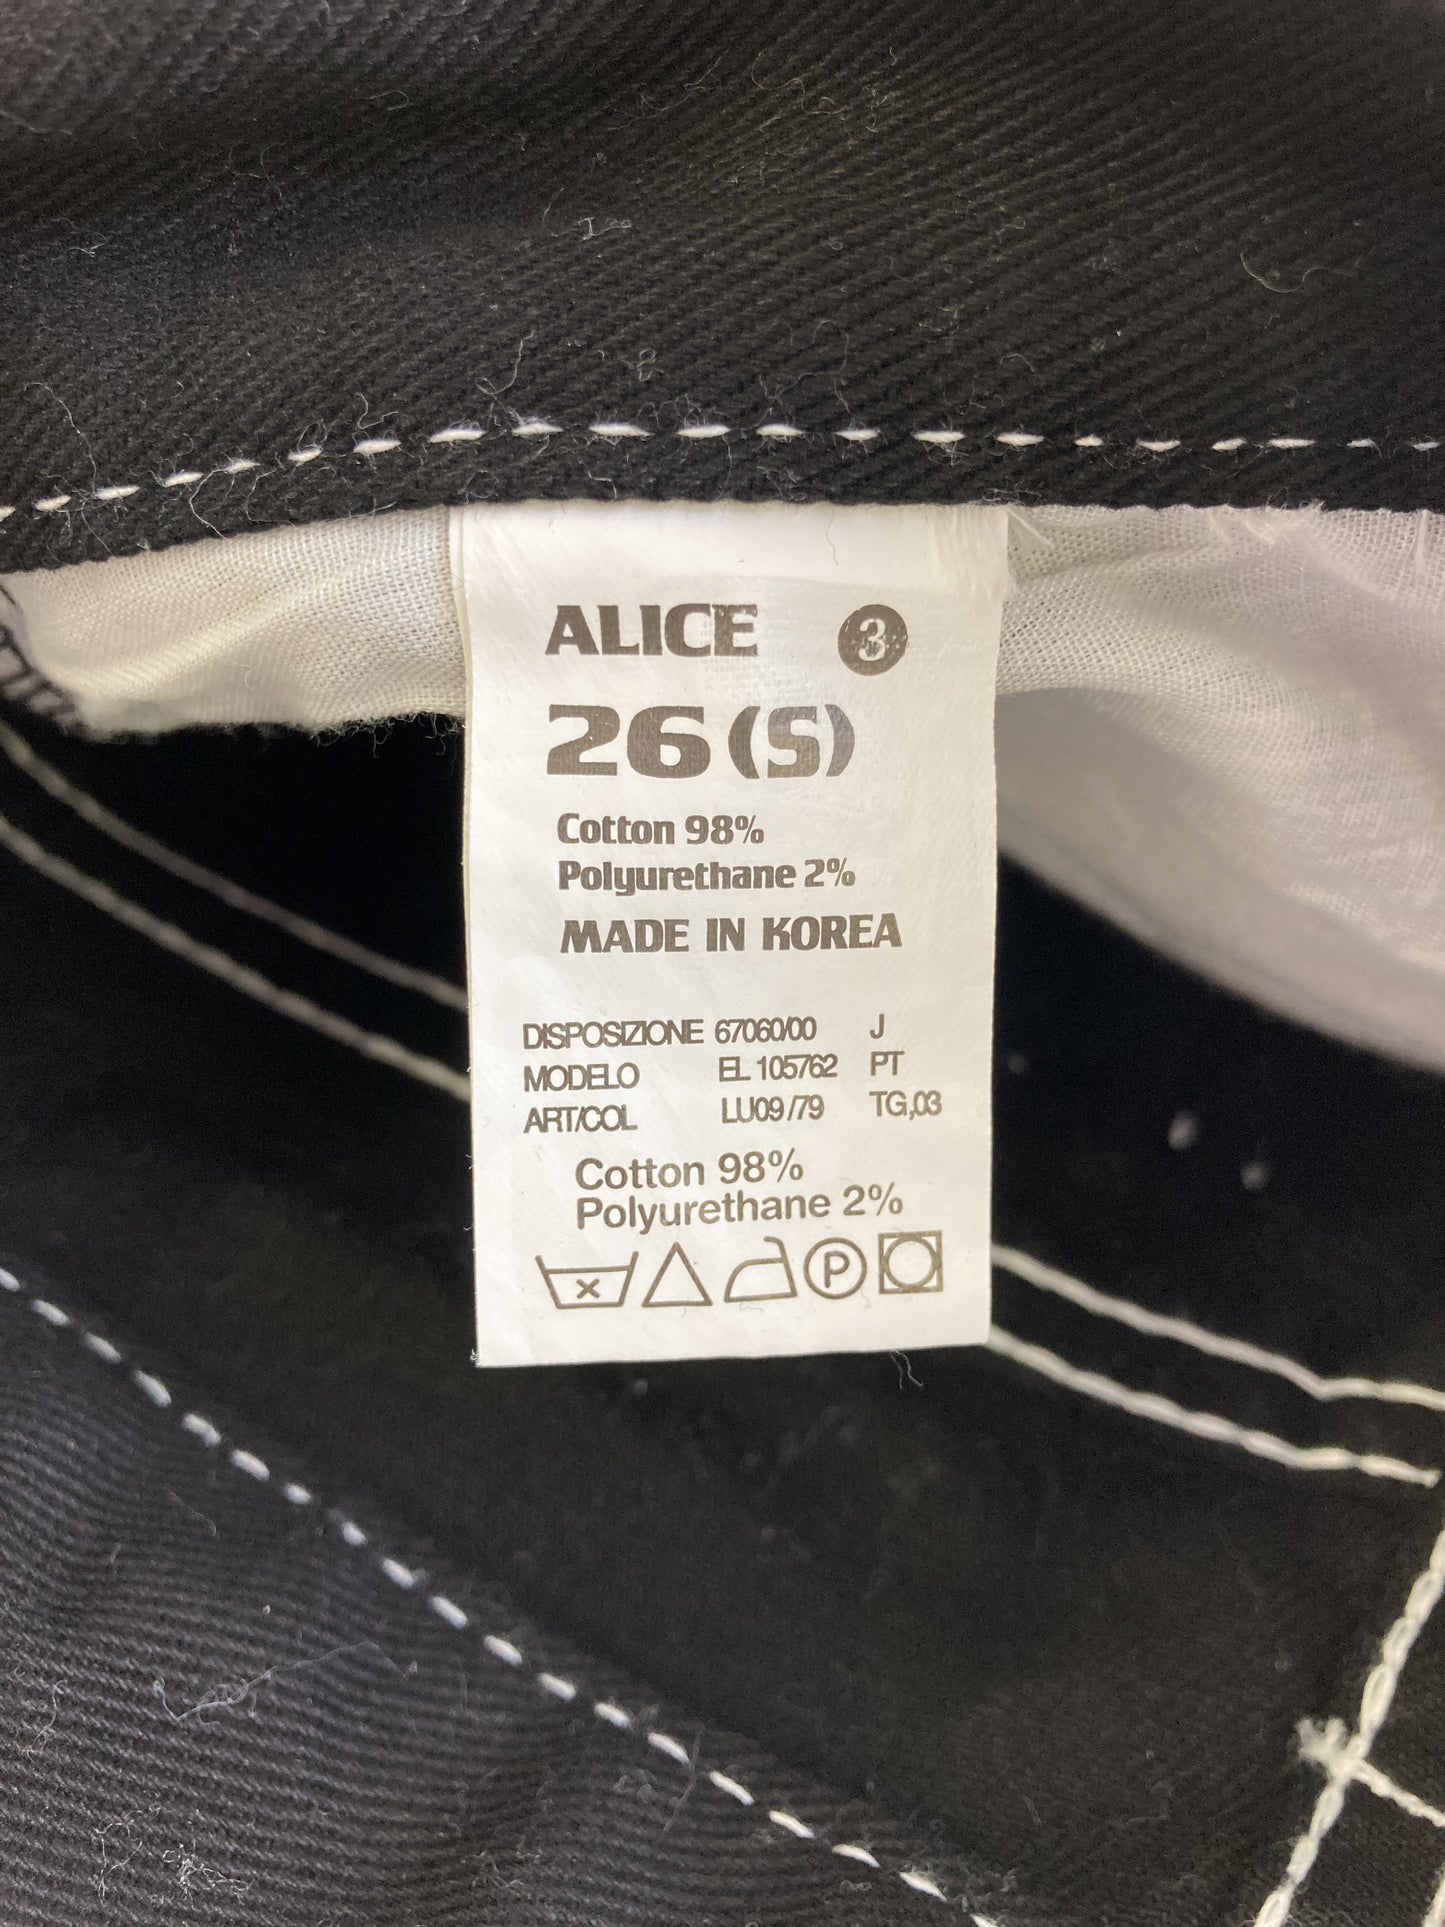 ALICE 3
26 (S)
Cotton 98%
Polyurethane 2%
MADE IN KOREA
DISPOSIZIONE 67060/00 J
MODELO EL 105762 PT
ART/COL LU09/79 TG,03
Cotton 98%
Polyurethane 2%
P